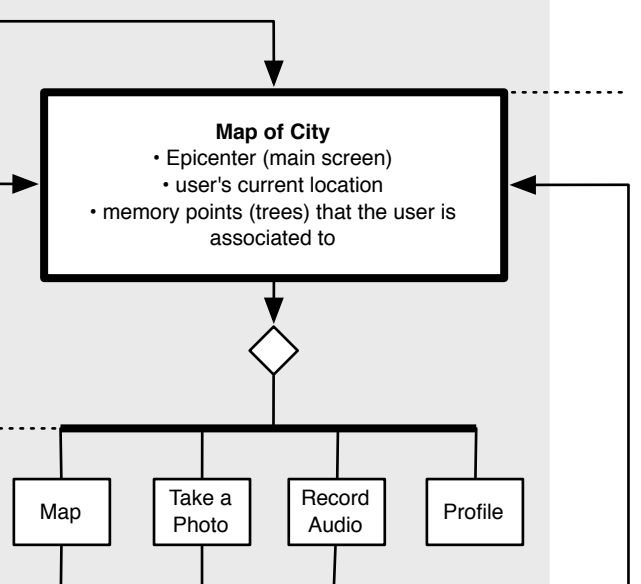 Map of City
• Epicenter (main screen)
• user's current location
• memory points (trees) that the user is
associated to
Map
Take a
Photo
Record
Audio
Profile